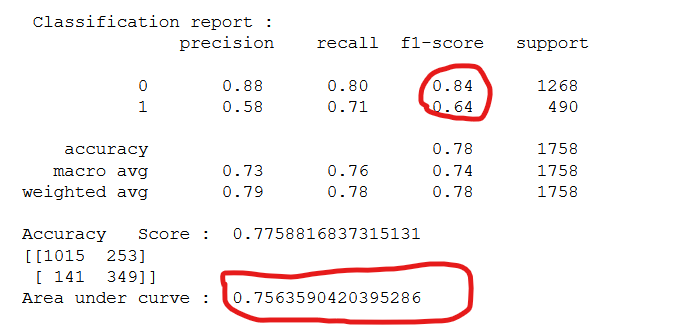 Classification report :
precision recall f1-score support
0 0.88 0.80 0.84 1268
1 0.58 0.71 0.64 490
accuracy 0.78 1758
macro avg 0.73 0.76 0.74 1758
weighted avg 0.79 0.78 0.78 1758
Accuracy Score : 0.7758816837315131
[[1015 253]
[ 141 349]]
Area under curve : 0.7563590420395286